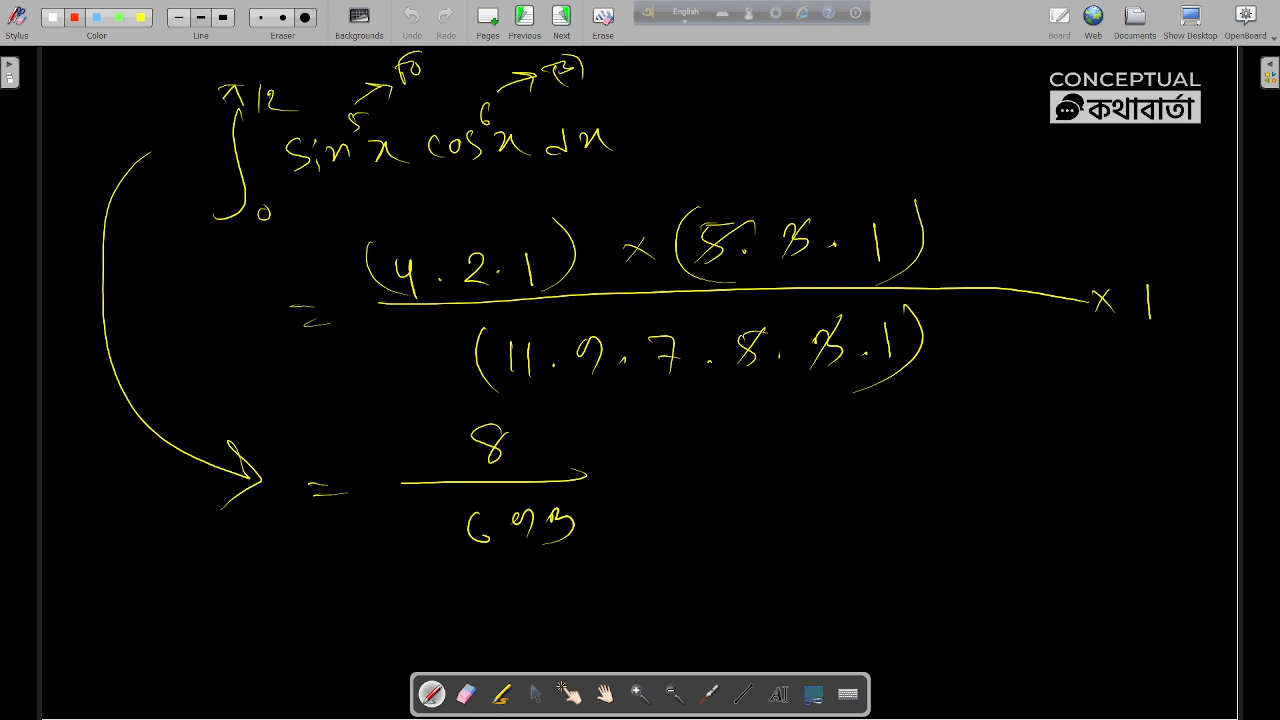 Stylus
Color
Line
Eraser
Backgrounds
Undo
Redo
Pages
Previous
Next
Erase
English
Board
Web
Documents
Show Desktop
OpenBoard
CONCEPTUAL
কথাবার্তা
∫₀^π/2 sin⁵x cos⁶x dx
= (4.2.1) × (5.3.1) / (11.9.7.5.3.1) × 1
= 8 / 693